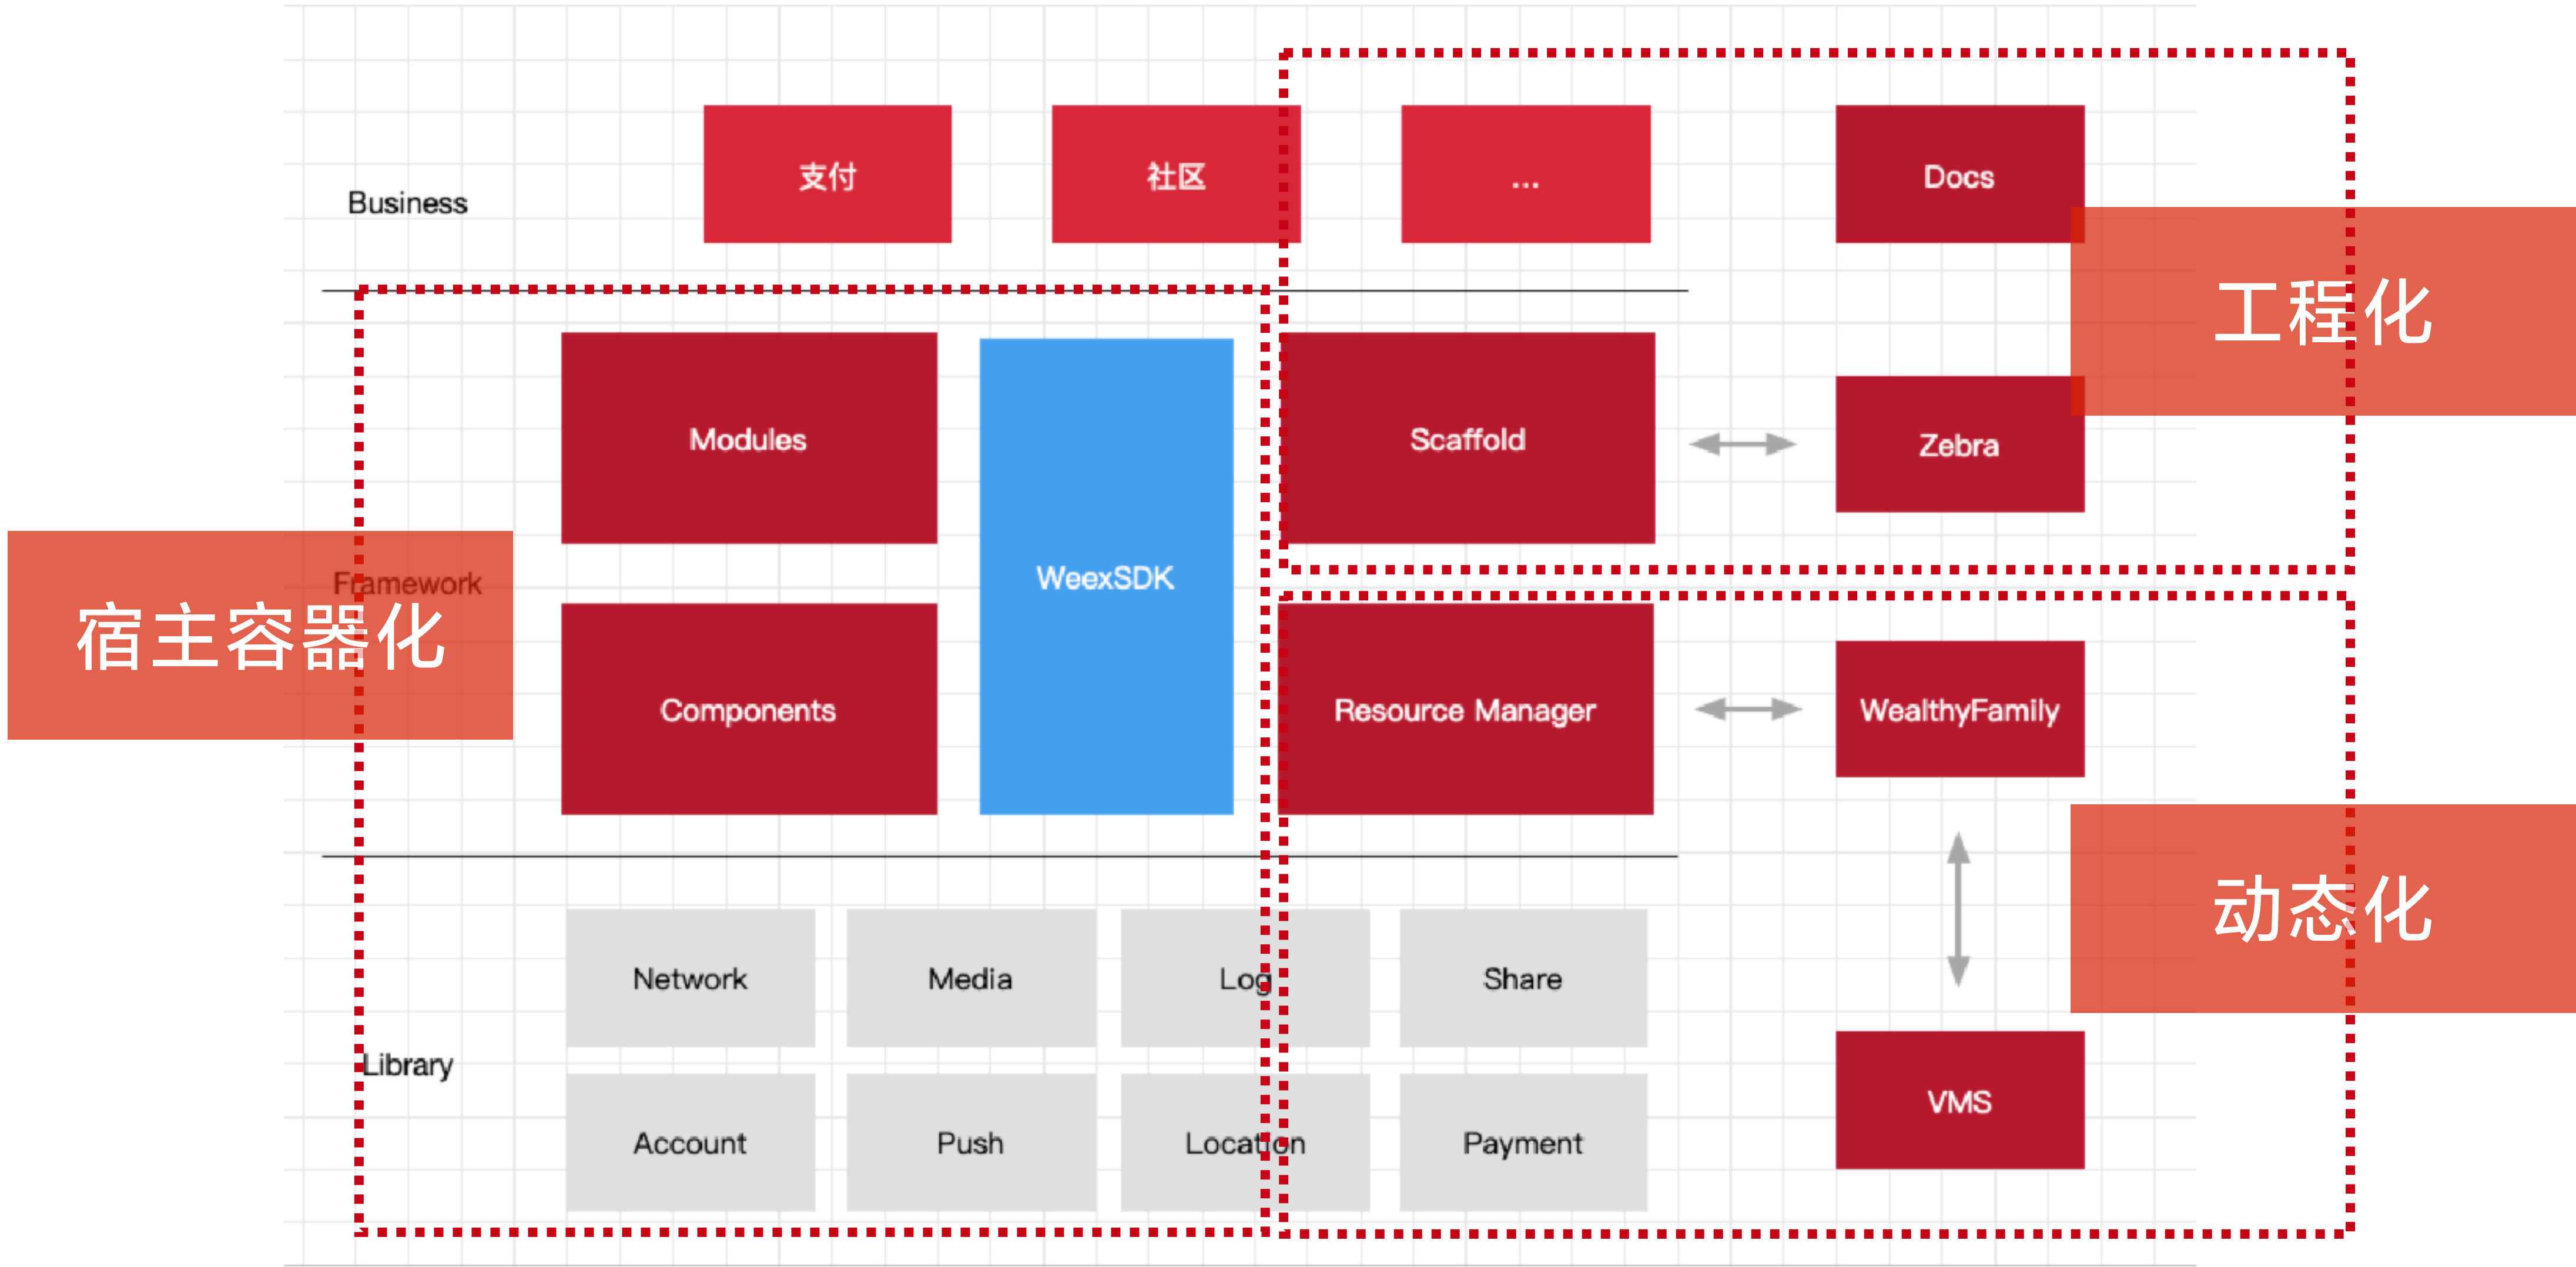 Business
支付
社区
...
Docs
工程化
Modules
WeexSDK
Scaffold
Zebra
Framework
宿主容器化
Components
Resource Manager
WealthyFamily
动态化
Library
Network
Media
Log
Share
Account
Push
Location
Payment
VMS